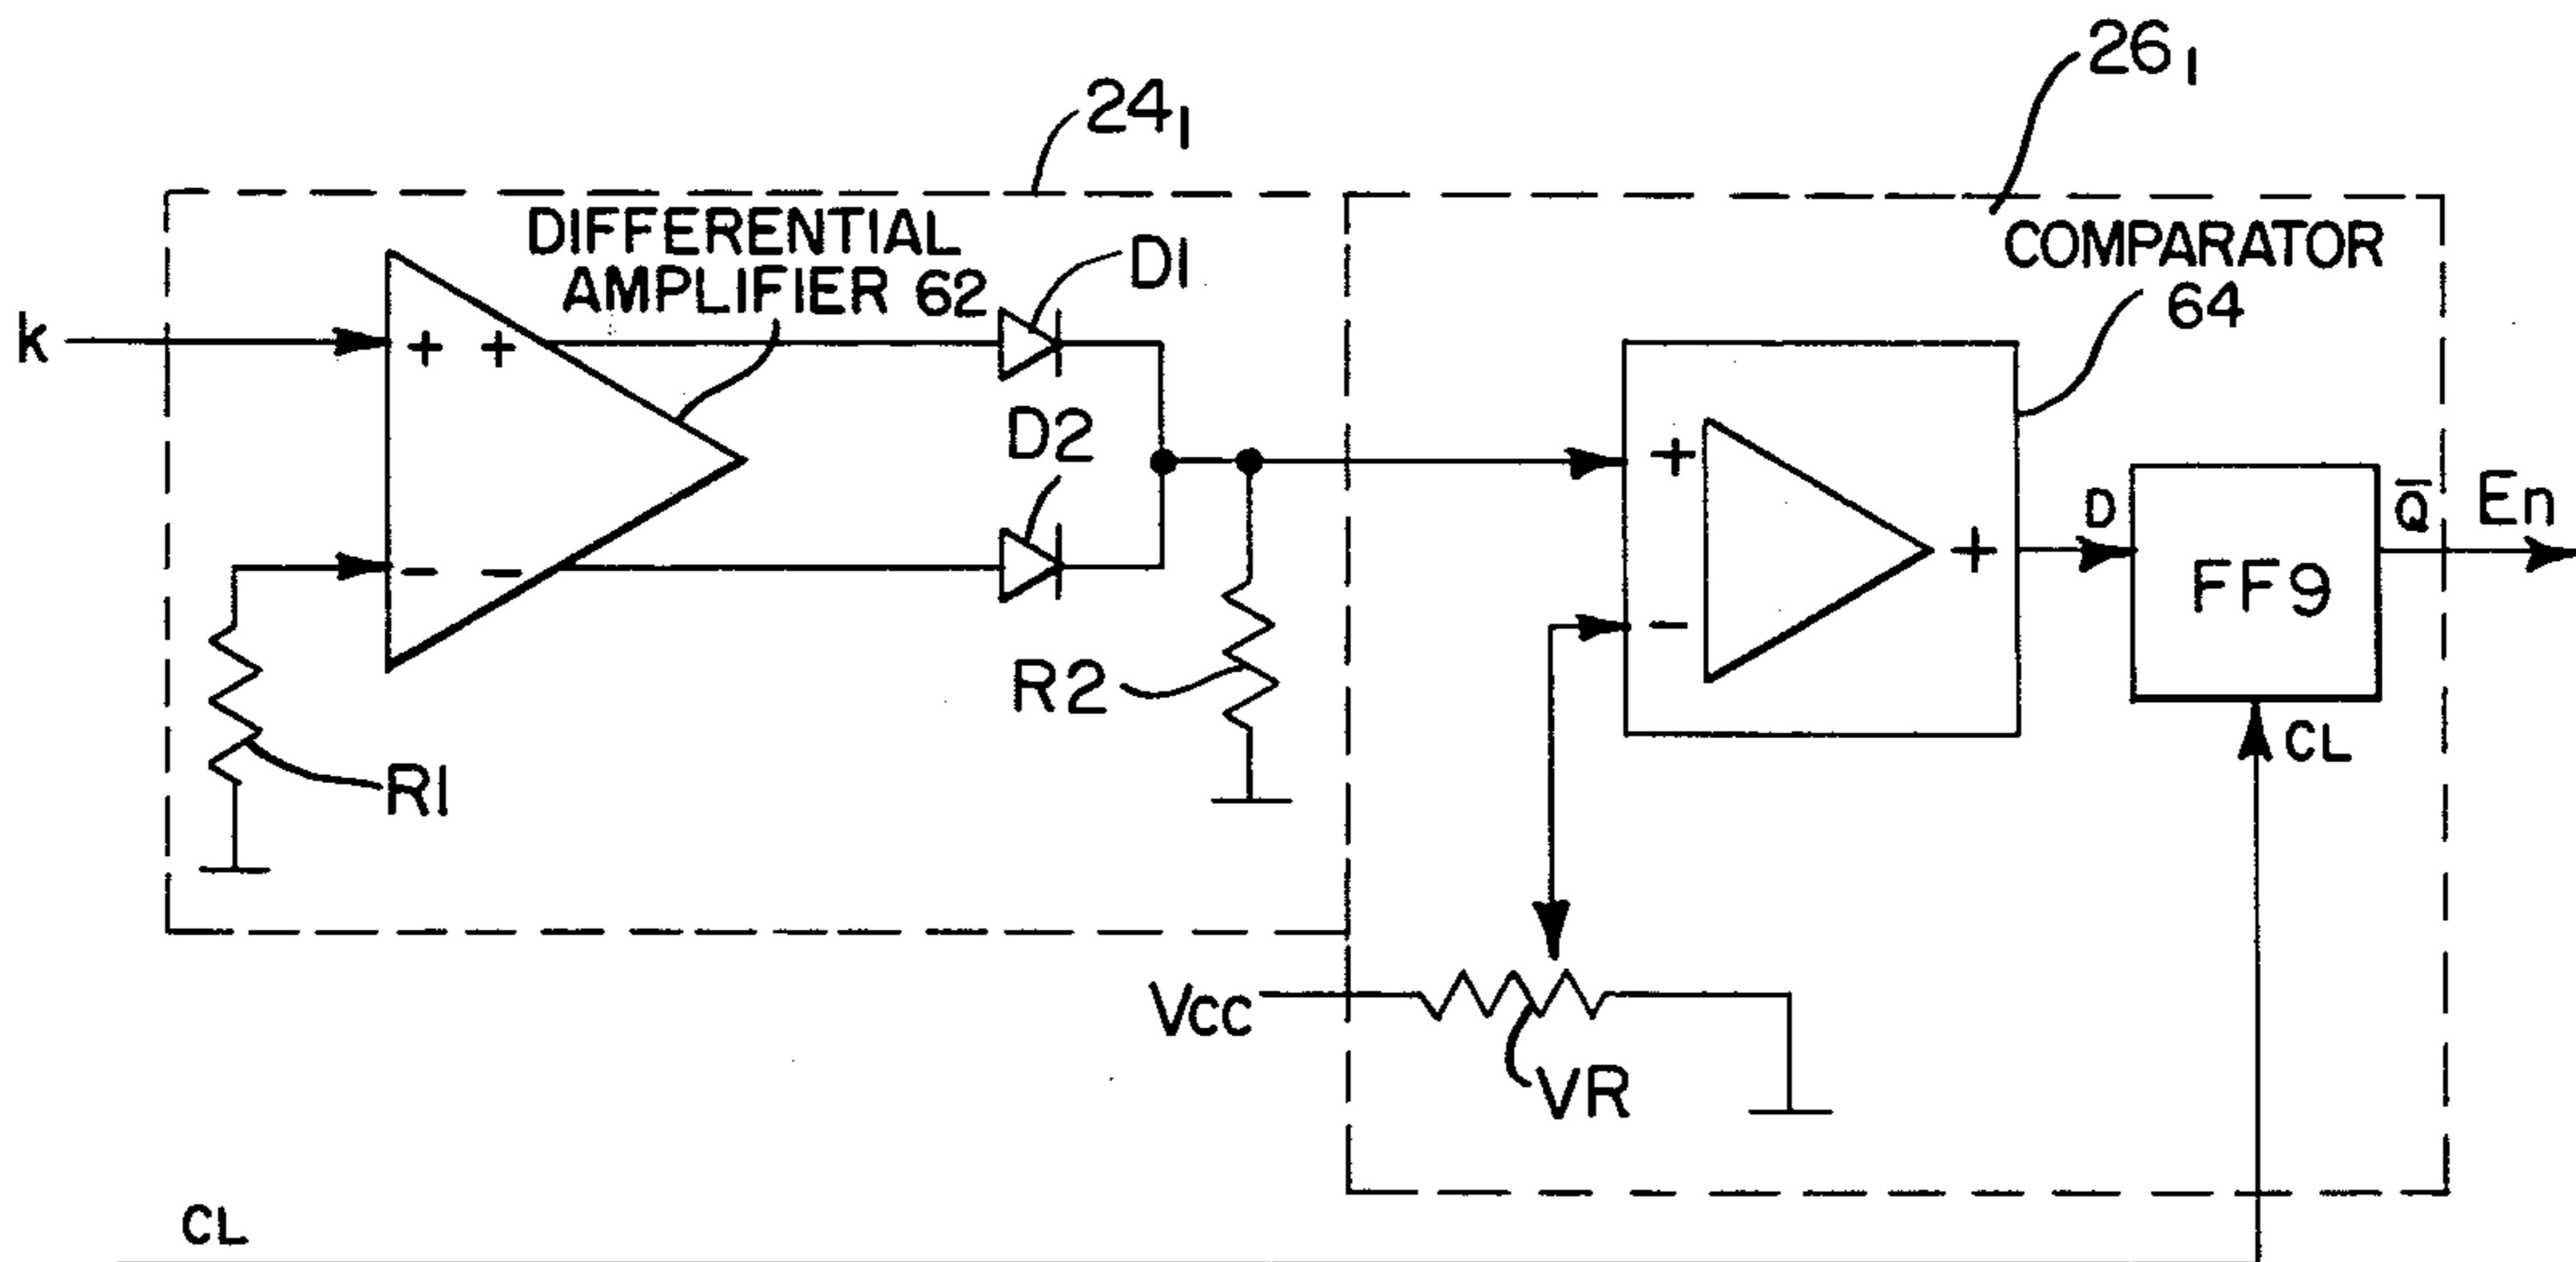 24₁
26₁
DIFFERENTIAL
AMPLIFIER 62
D1
COMPARATOR
64
k
+ +
D2
+
D
Q̅
En
- -
+
FF9
-
R2
CL
R1
Vcc
VR
CL